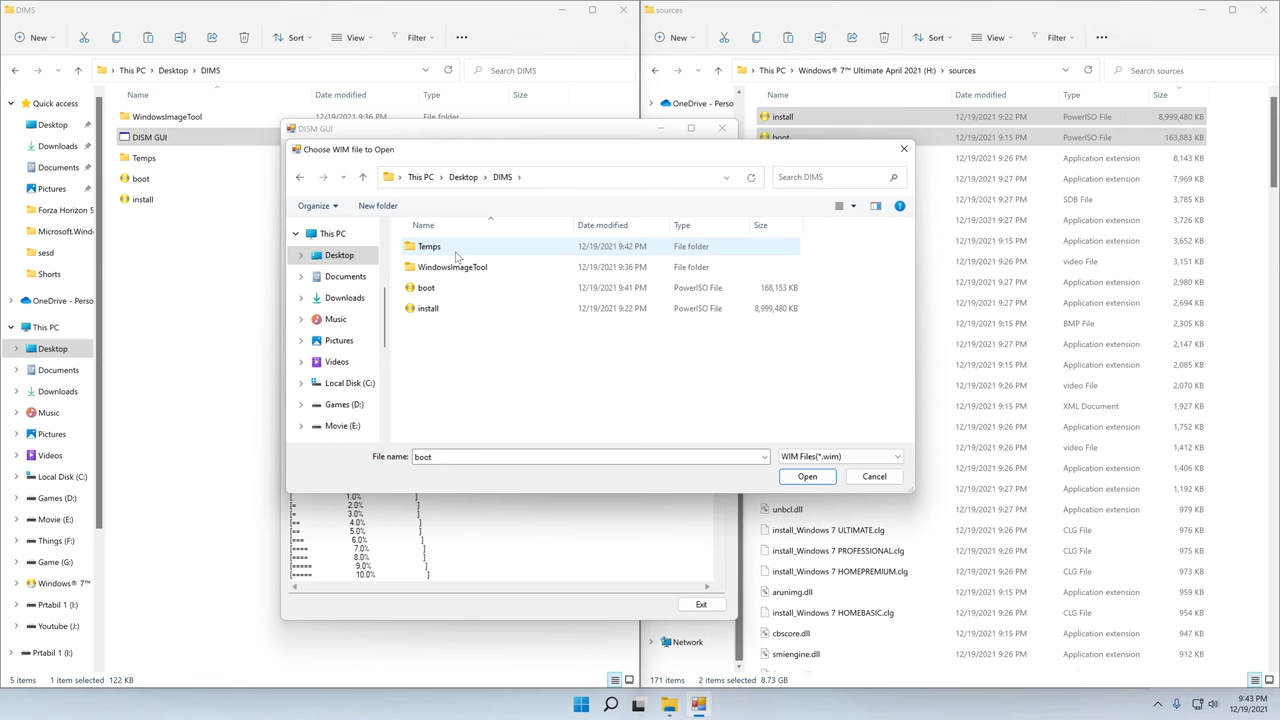 DIMS
New
Sort
View
Filter
This PC
Desktop
DIMS
Search DIMS
Name
Date modified
Type
Size
Quick access
Desktop
Downloads
Documents
Pictures
Forza Horizon 5
Microsoft.Windo
sesd
Shorts
OneDrive - Perso
This PC
Desktop
Documents
Downloads
Music
Pictures
Videos
Local Disk (C:)
Games (D:)
Movie (E:)
Things (F:)
Game (G:)
Windows® 7™
Prtabil 1 (I:)
Youtube (J:)
Prtabil 1 (I:)
WindowsImageTool
12/19/2021 9:36 PM
File folder
DISM GUI
Temps
boot
install
5 items
1 item selected
122 KB
DISM GUI
Choose WIM file to Open
This PC
Desktop
DIMS
Search DIMS
Organize
New folder
This PC
Desktop
Documents
Downloads
Music
Pictures
Videos
Local Disk (C:)
Games (D:)
Movie (E:)
Name
Date modified
Type
Size
Temps
12/19/2021 9:42 PM
File folder
WindowsImageTool
12/19/2021 9:36 PM
File folder
boot
12/19/2021 9:41 PM
PowerISO File
168,153 KB
install
12/19/2021 9:22 PM
PowerISO File
8,999,480 KB
File name:
boot
WIM Files(*.wim)
Open
Cancel
1.0% ]
[= 2.0% ]
[= 3.0% ]
[== 4.0% ]
[== 5.0% ]
[=== 6.0% ]
[==== 7.0% ]
[==== 8.0% ]
[===== 9.0% ]
[===== 10.0% ]
Exit
sources
New
Sort
View
Filter
This PC
Windows® 7™ Ultimate April 2021 (H:)
sources
Search sources
OneDrive - Perso
Network
Name
Date modified
Type
Size
install
12/19/2021 9:22 PM
PowerISO File
8,999,480 KB
boot
12/19/2021 9:15 PM
PowerISO File
163,883 KB
12/19/2021 9:15 PM
Application extension
8,143 KB
12/19/2021 9:27 PM
Application extension
7,969 KB
12/19/2021 9:15 PM
SDB File
5,785 KB
12/19/2021 9:26 PM
Application extension
3,726 KB
12/19/2021 9:15 PM
Application extension
3,652 KB
12/19/2021 9:26 PM
video File
3,151 KB
12/19/2021 9:27 PM
Application extension
2,980 KB
12/19/2021 9:27 PM
Application extension
2,694 KB
12/19/2021 9:15 PM
BMP File
2,305 KB
12/19/2021 9:27 PM
Application extension
2,147 KB
12/19/2021 9:15 PM
Application extension
2,085 KB
12/19/2021 9:27 PM
video File
2,070 KB
12/19/2021 9:15 PM
XML Document
1,927 KB
12/19/2021 9:26 PM
Application extension
1,752 KB
12/19/2021 9:27 PM
video File
1,412 KB
12/19/2021 9:26 PM
Application extension
1,406 KB
12/19/2021 9:26 PM
Application extension
1,192 KB
unbcl.dll
12/19/2021 9:27 PM
Application extension
979 KB
install_Windows 7 ULTIMATE.clg
12/19/2021 9:26 PM
CLG File
976 KB
install_Windows 7 PROFESSIONAL.clg
12/19/2021 9:26 PM
CLG File
975 KB
install_Windows 7 HOMEPREMIUM.clg
12/19/2021 9:26 PM
CLG File
973 KB
arunimg.dll
12/19/2021 9:15 PM
Application extension
959 KB
install_Windows 7 HOMEBASIC.clg
12/19/2021 9:26 PM
CLG File
954 KB
cbscore.dll
12/19/2021 9:15 PM
Application extension
947 KB
smiengine.dll
12/19/2021 9:26 PM
Application extension
912 KB
171 items
2 items selected
8.73 GB
9:43 PM
12/19/2021